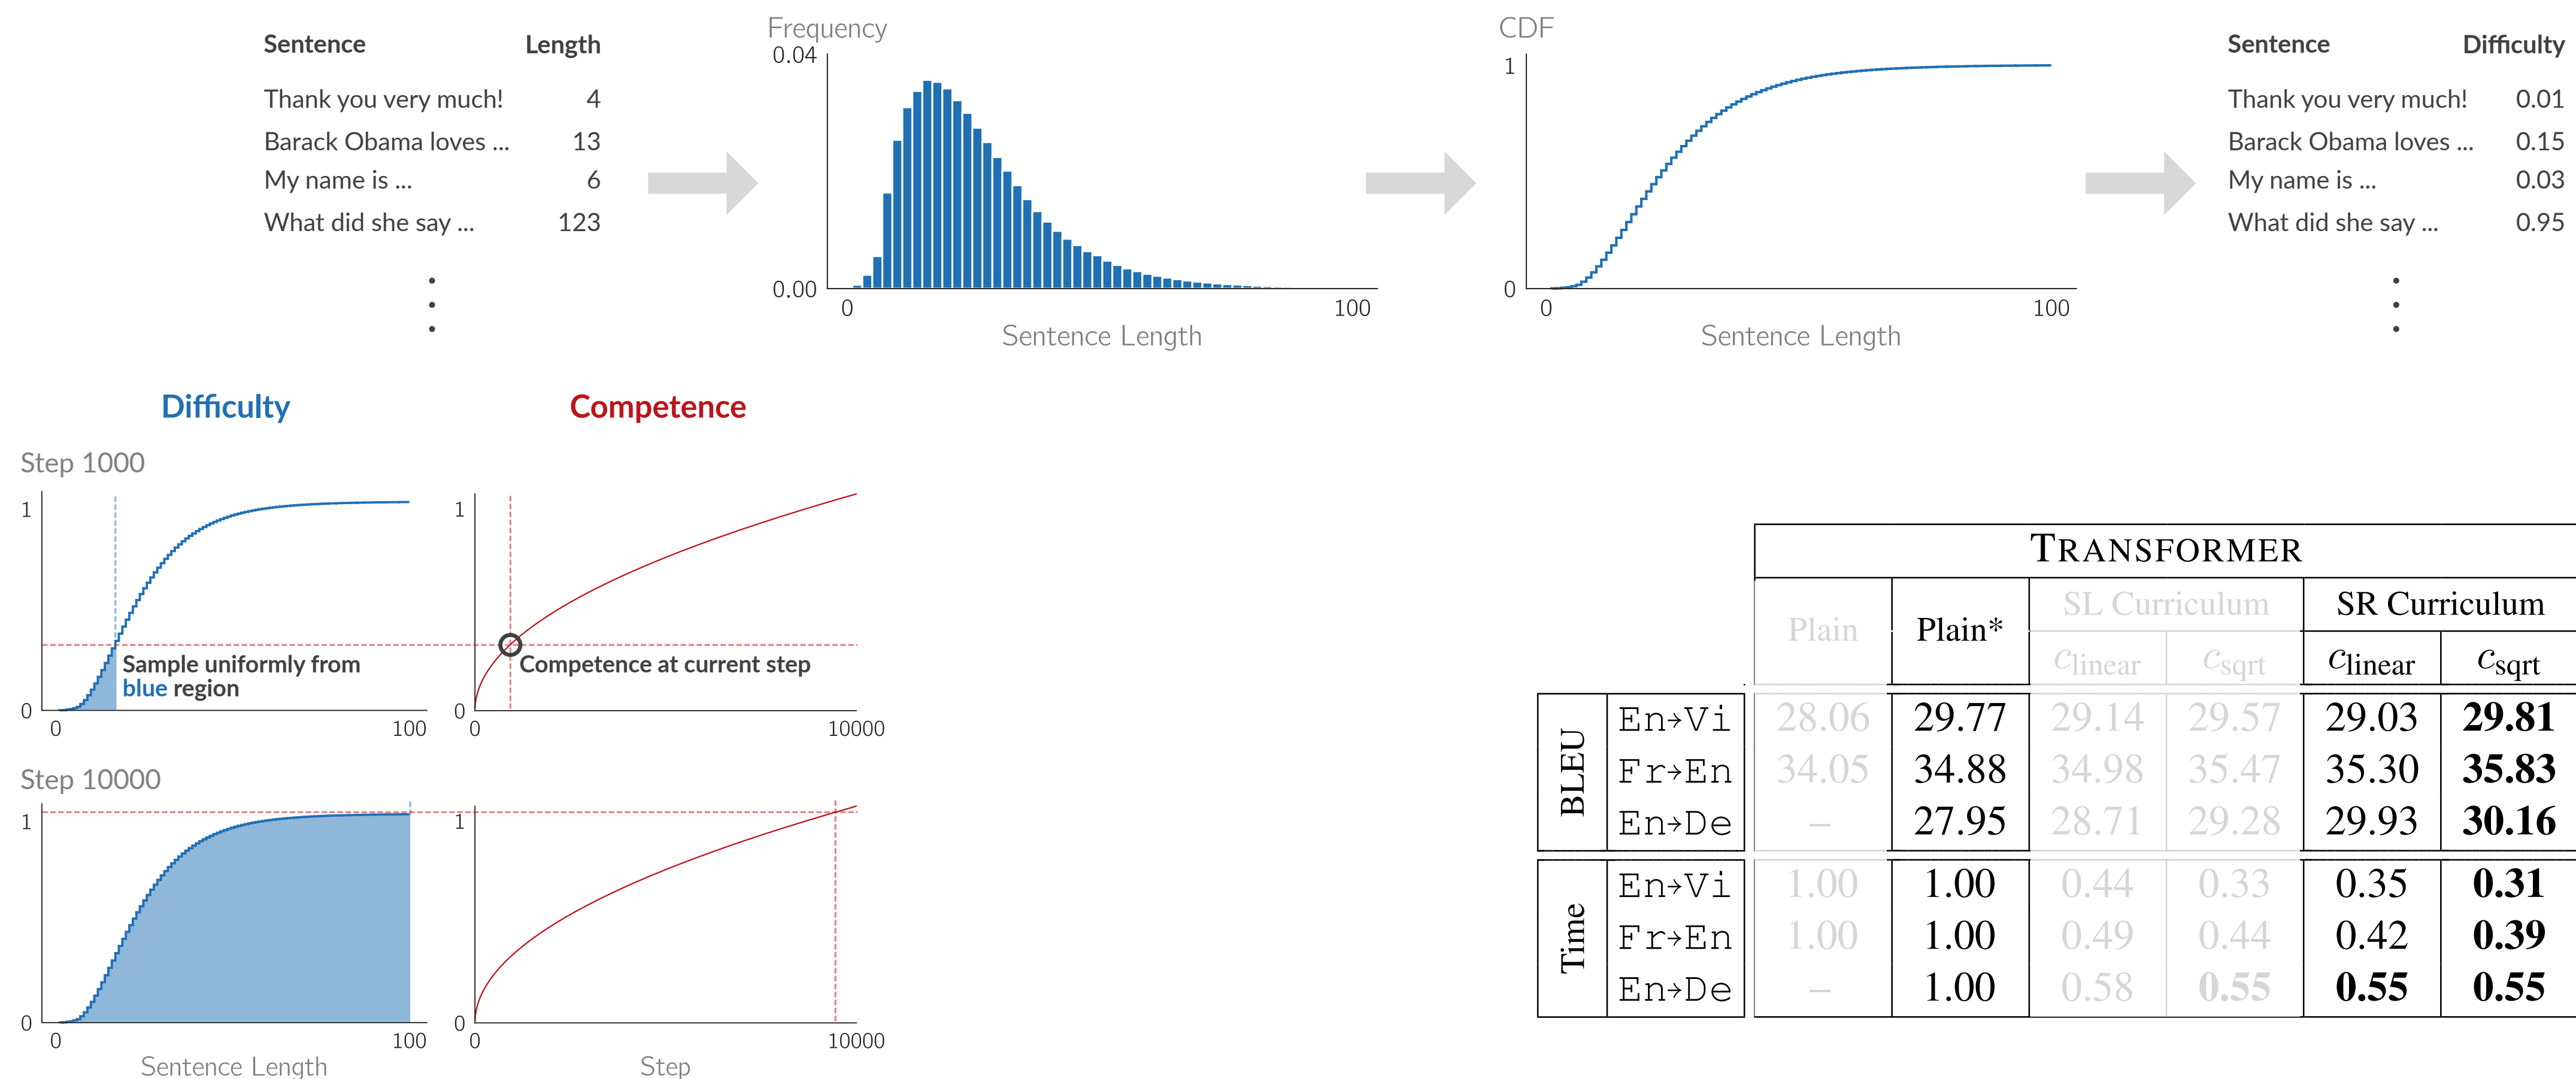 Sentence Length
Thank you very much! 4
Barack Obama loves ... 13
My name is ... 6
What did she say ... 123
Frequency
0.04
0.00
0 100
Sentence Length
CDF
1
0
0 100
Sentence Length
Sentence Difficulty
Thank you very much! 0.01
Barack Obama loves ... 0.15
My name is ... 0.03
What did she say ... 0.95
Difficulty Competence
Step 1000
1
0
0 100
Sample uniformly from
blue region
1
0
0 10000
Competence at current step
Step 10000
1
0
0 100
Sentence Length
1
0
0 10000
Step
TRANSFORMER
Plain Plain* SL Curriculum SR Curriculum
clinear csqrt clinear csqrt
BLEU
En→Vi 28.06 29.77 29.14 29.57 29.03 29.81
Fr→En 34.05 34.88 34.98 35.47 35.30 35.83
En→De – 27.95 28.71 29.28 29.93 30.16
Time
En→Vi 1.00 1.00 0.44 0.33 0.35 0.31
Fr→En 1.00 1.00 0.49 0.44 0.42 0.39
En→De – 1.00 0.58 0.55 0.55 0.55